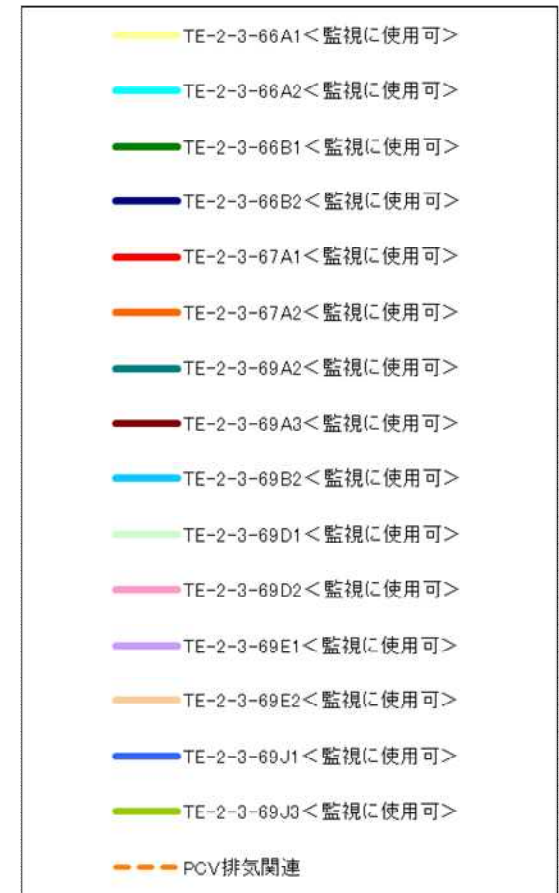 TE-2-3-66A1<監視に使用可>
TE-2-3-66A2<監視に使用可>
TE-2-3-66B1<監視に使用可>
TE-2-3-66B2<監視に使用可>
TE-2-3-67A1<監視に使用可>
TE-2-3-67A2<監視に使用可>
TE-2-3-69A2<監視に使用可>
TE-2-3-69A3<監視に使用可>
TE-2-3-69B2<監視に使用可>
TE-2-3-69D1<監視に使用可>
TE-2-3-69D2<監視に使用可>
TE-2-3-69E1<監視に使用可>
TE-2-3-69E2<監視に使用可>
TE-2-3-69J1<監視に使用可>
TE-2-3-69J3<監視に使用可>
PCV排気関連